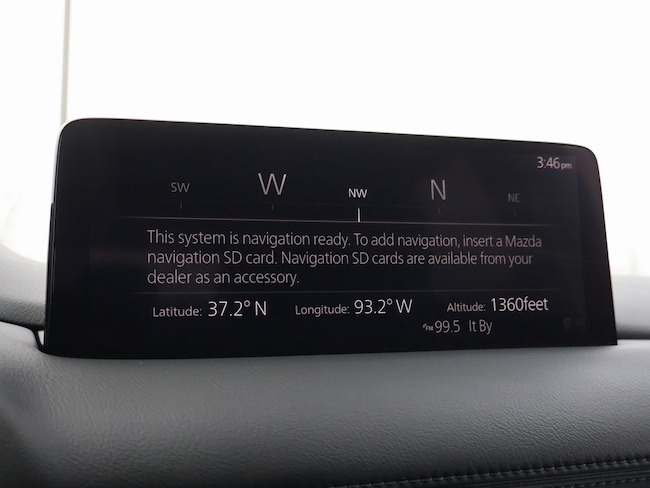 3:46pm
SW W NW N NE
This system is navigation ready. To add navigation, insert a Mazda
navigation SD card. Navigation SD cards are available from your
dealer as an accessory.
Latitude: 37.2° N Longitude: 93.2° W Altitude: 1360feet
FM 99.5 It By